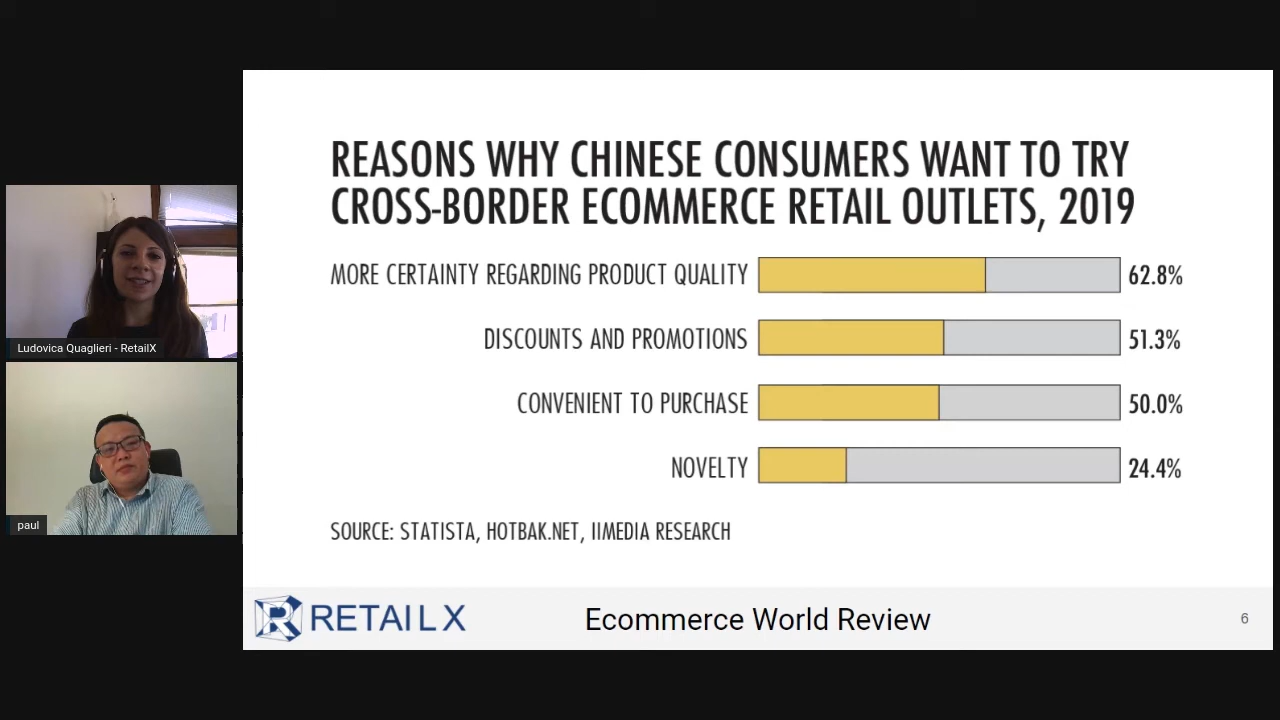 REASONS WHY CHINESE CONSUMERS WANT TO TRY
CROSS-BORDER ECOMMERCE RETAIL OUTLETS, 2019
MORE CERTAINTY REGARDING PRODUCT QUALITY 62.8%
DISCOUNTS AND PROMOTIONS 51.3%
CONVENIENT TO PURCHASE 50.0%
NOVELTY 24.4%
SOURCE: STATISTA, HOTBAK.NET, IIMEDIA RESEARCH
RETAIL X Ecommerce World Review 6
Ludovica Quaglieri - RetailX
paul